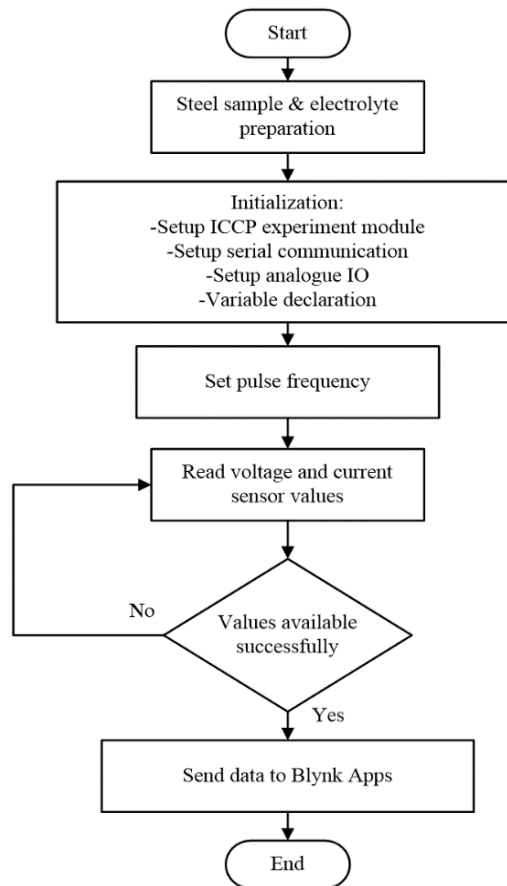 Start
Steel sample & electrolyte
preparation
Initialization:
-Setup ICCP experiment module
-Setup serial communication
-Setup analogue IO
-Variable declaration
Set pulse frequency
Read voltage and current
sensor values
No
Values available
successfully
Yes
Send data to Blynk Apps
End